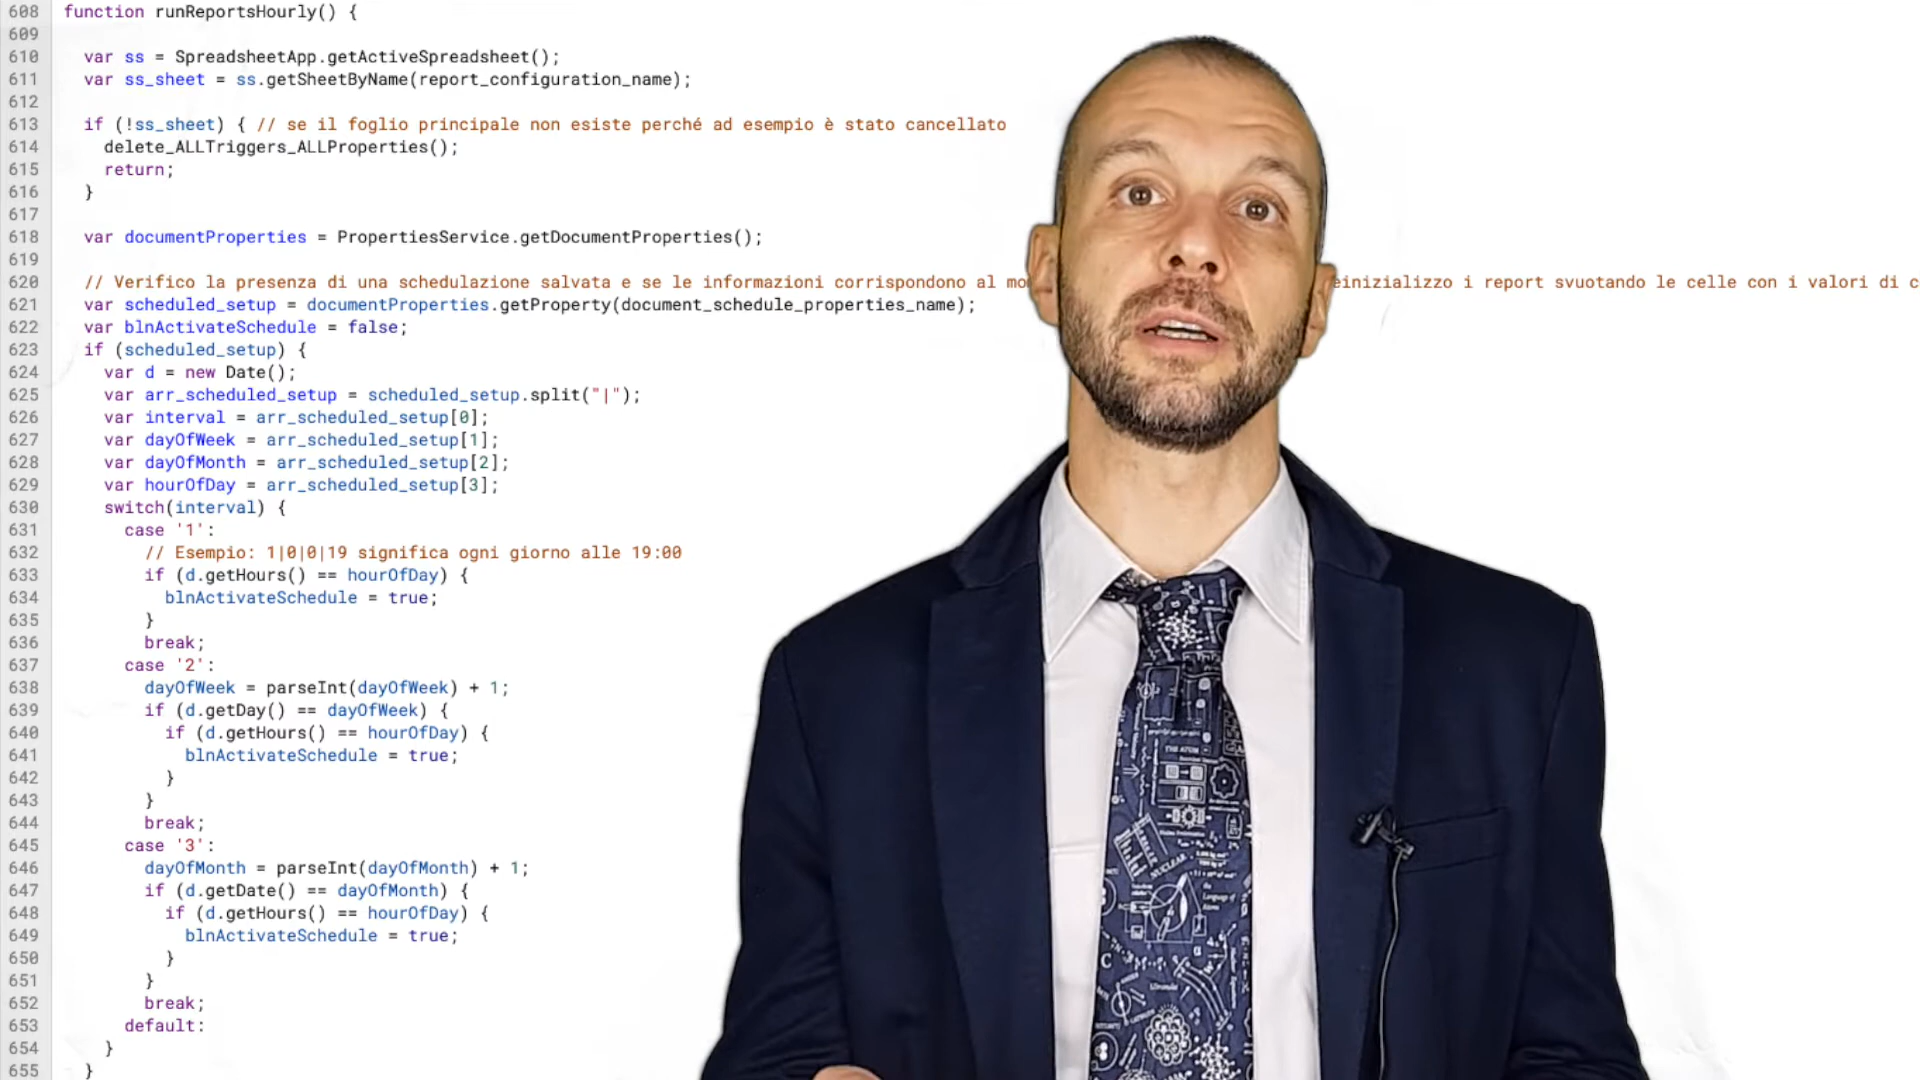 608 function runReportsHourly() {
609
610 var ss = SpreadsheetApp.getActiveSpreadsheet();
611 var ss_sheet = ss.getSheetByName(report_configuration_name);
612
613 if (!ss_sheet) { // se il foglio principale non esiste perché ad esempio è stato cancellato
614 delete_ALLTriggers_ALLProperties();
615 return;
616 }
617
618 var documentProperties = PropertiesService.getDocumentProperties();
619
620 // Verifico la presenza di una schedulazione salvata e se le informazioni corrispondono al einizializzo i report svuotando le celle con i valori di
621 var scheduled_setup = documentProperties.getProperty(document_schedule_properties_name);
622 var blnActivateSchedule = false;
623 if (scheduled_setup) {
624 var d = new Date();
625 var arr_scheduled_setup = scheduled_setup.split("|");
626 var interval = arr_scheduled_setup[0];
627 var dayOfWeek = arr_scheduled_setup[1];
628 var dayOfMonth = arr_scheduled_setup[2];
629 var hourOfDay = arr_scheduled_setup[3];
630 switch(interval) {
631 case '1':
632 // Esempio: 1|0|0|19 significa ogni giorno alle 19:00
633 if (d.getHours() == hourOfDay) {
634 blnActivateSchedule = true;
635 }
636 break;
637 case '2':
638 dayOfWeek = parseInt(dayOfWeek) + 1;
639 if (d.getDay() == dayOfWeek) {
640 if (d.getHours() == hourOfDay) {
641 blnActivateSchedule = true;
642 }
643 }
644 break;
645 case '3':
646 dayOfMonth = parseInt(dayOfMonth) + 1;
647 if (d.getDate() == dayOfMonth) {
648 if (d.getHours() == hourOfDay) {
649 blnActivateSchedule = true;
650 }
651 }
652 break;
653 default:
654 }
655 }
THE ATOM
NUCLEAR
Language of